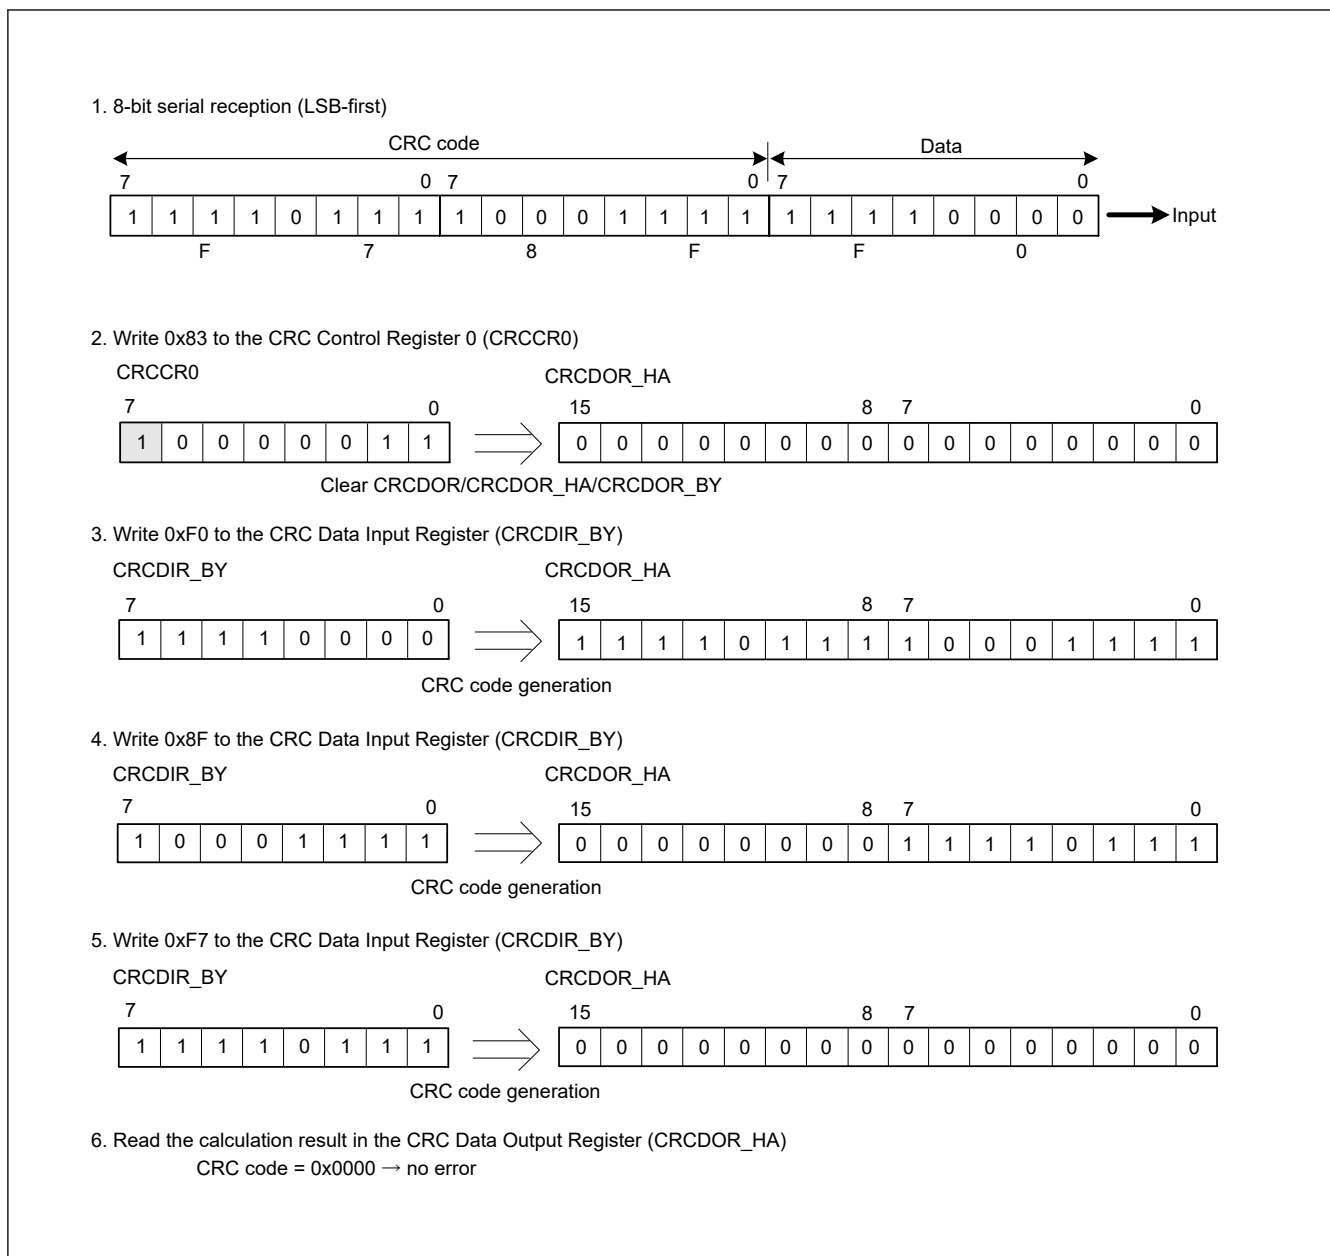 1. 8-bit serial reception (LSB-first)
CRC code Data
7 0 7 0 7 0
1 1 1 1 0 1 1 1 1 0 0 0 1 1 1 1 1 1 1 1 0 0 0 0 Input
F 7 8 F F 0
2. Write 0x83 to the CRC Control Register 0 (CRCCR0)
CRCCR0 CRCDOR_HA
7 0 15 8 7 0
1 0 0 0 0 0 1 1 0 0 0 0 0 0 0 0 0 0 0 0 0 0 0 0
Clear CRCDOR/CRCDOR_HA/CRCDOR_BY
3. Write 0xF0 to the CRC Data Input Register (CRCDIR_BY)
CRCDIR_BY CRCDOR_HA
7 0 15 8 7 0
1 1 1 1 0 0 0 0 1 1 1 1 0 1 1 1 1 0 0 0 1 1 1 1
CRC code generation
4. Write 0x8F to the CRC Data Input Register (CRCDIR_BY)
CRCDIR_BY CRCDOR_HA
7 0 15 8 7 0
1 0 0 0 1 1 1 1 0 0 0 0 0 0 0 0 1 1 1 1 0 1 1 1
CRC code generation
5. Write 0xF7 to the CRC Data Input Register (CRCDIR_BY)
CRCDIR_BY CRCDOR_HA
7 0 15 8 7 0
1 1 1 1 0 1 1 1 0 0 0 0 0 0 0 0 0 0 0 0 0 0 0 0
CRC code generation
6. Read the calculation result in the CRC Data Output Register (CRCDOR_HA)
CRC code = 0x0000 → no error